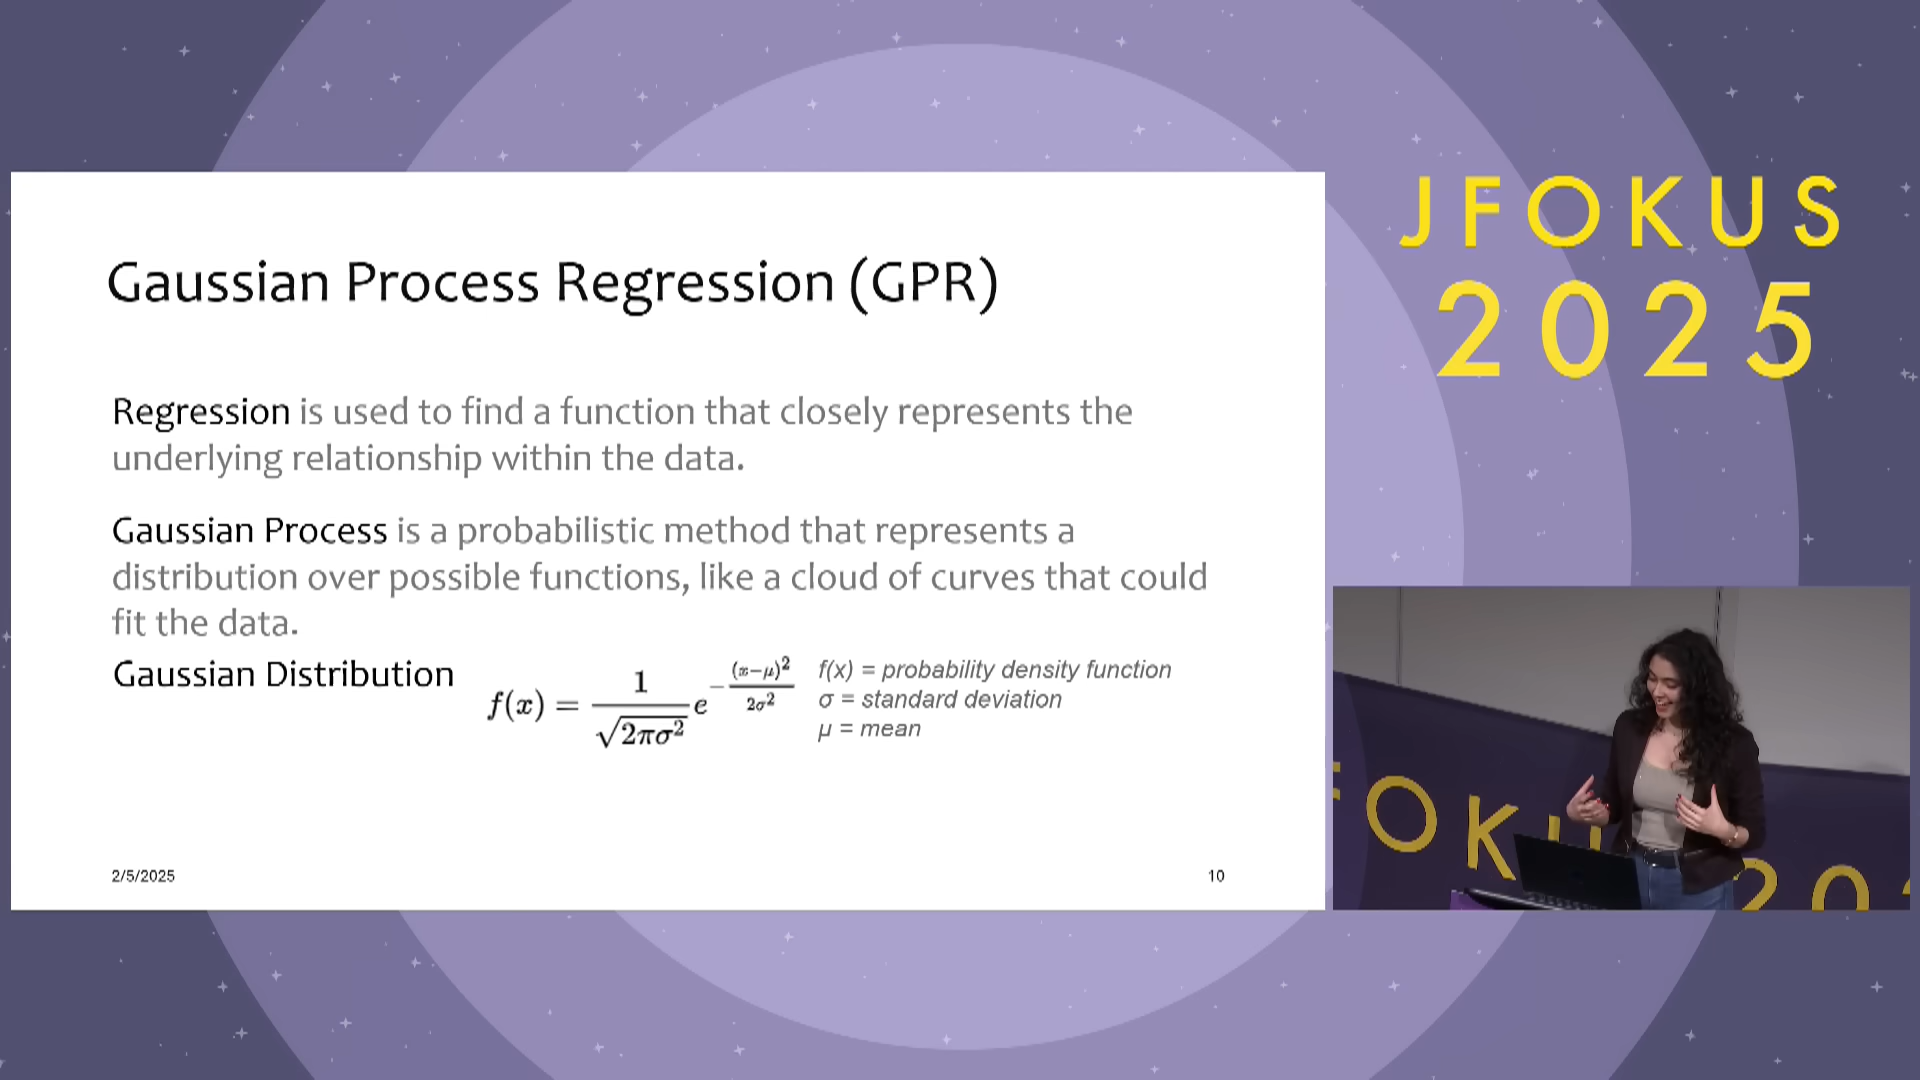 Gaussian Process Regression (GPR)
Regression is used to find a function that closely represents the
underlying relationship within the data.
Gaussian Process is a probabilistic method that represents a
distribution over possible functions, like a cloud of curves that could
fit the data.
Gaussian Distribution
f(x) = 1/√(2πσ²) e^(−(x−μ)²/2σ²)
f(x) = probability density function
σ = standard deviation
μ = mean
2/5/2025
10
JFOKUS
2025
FOKU
202